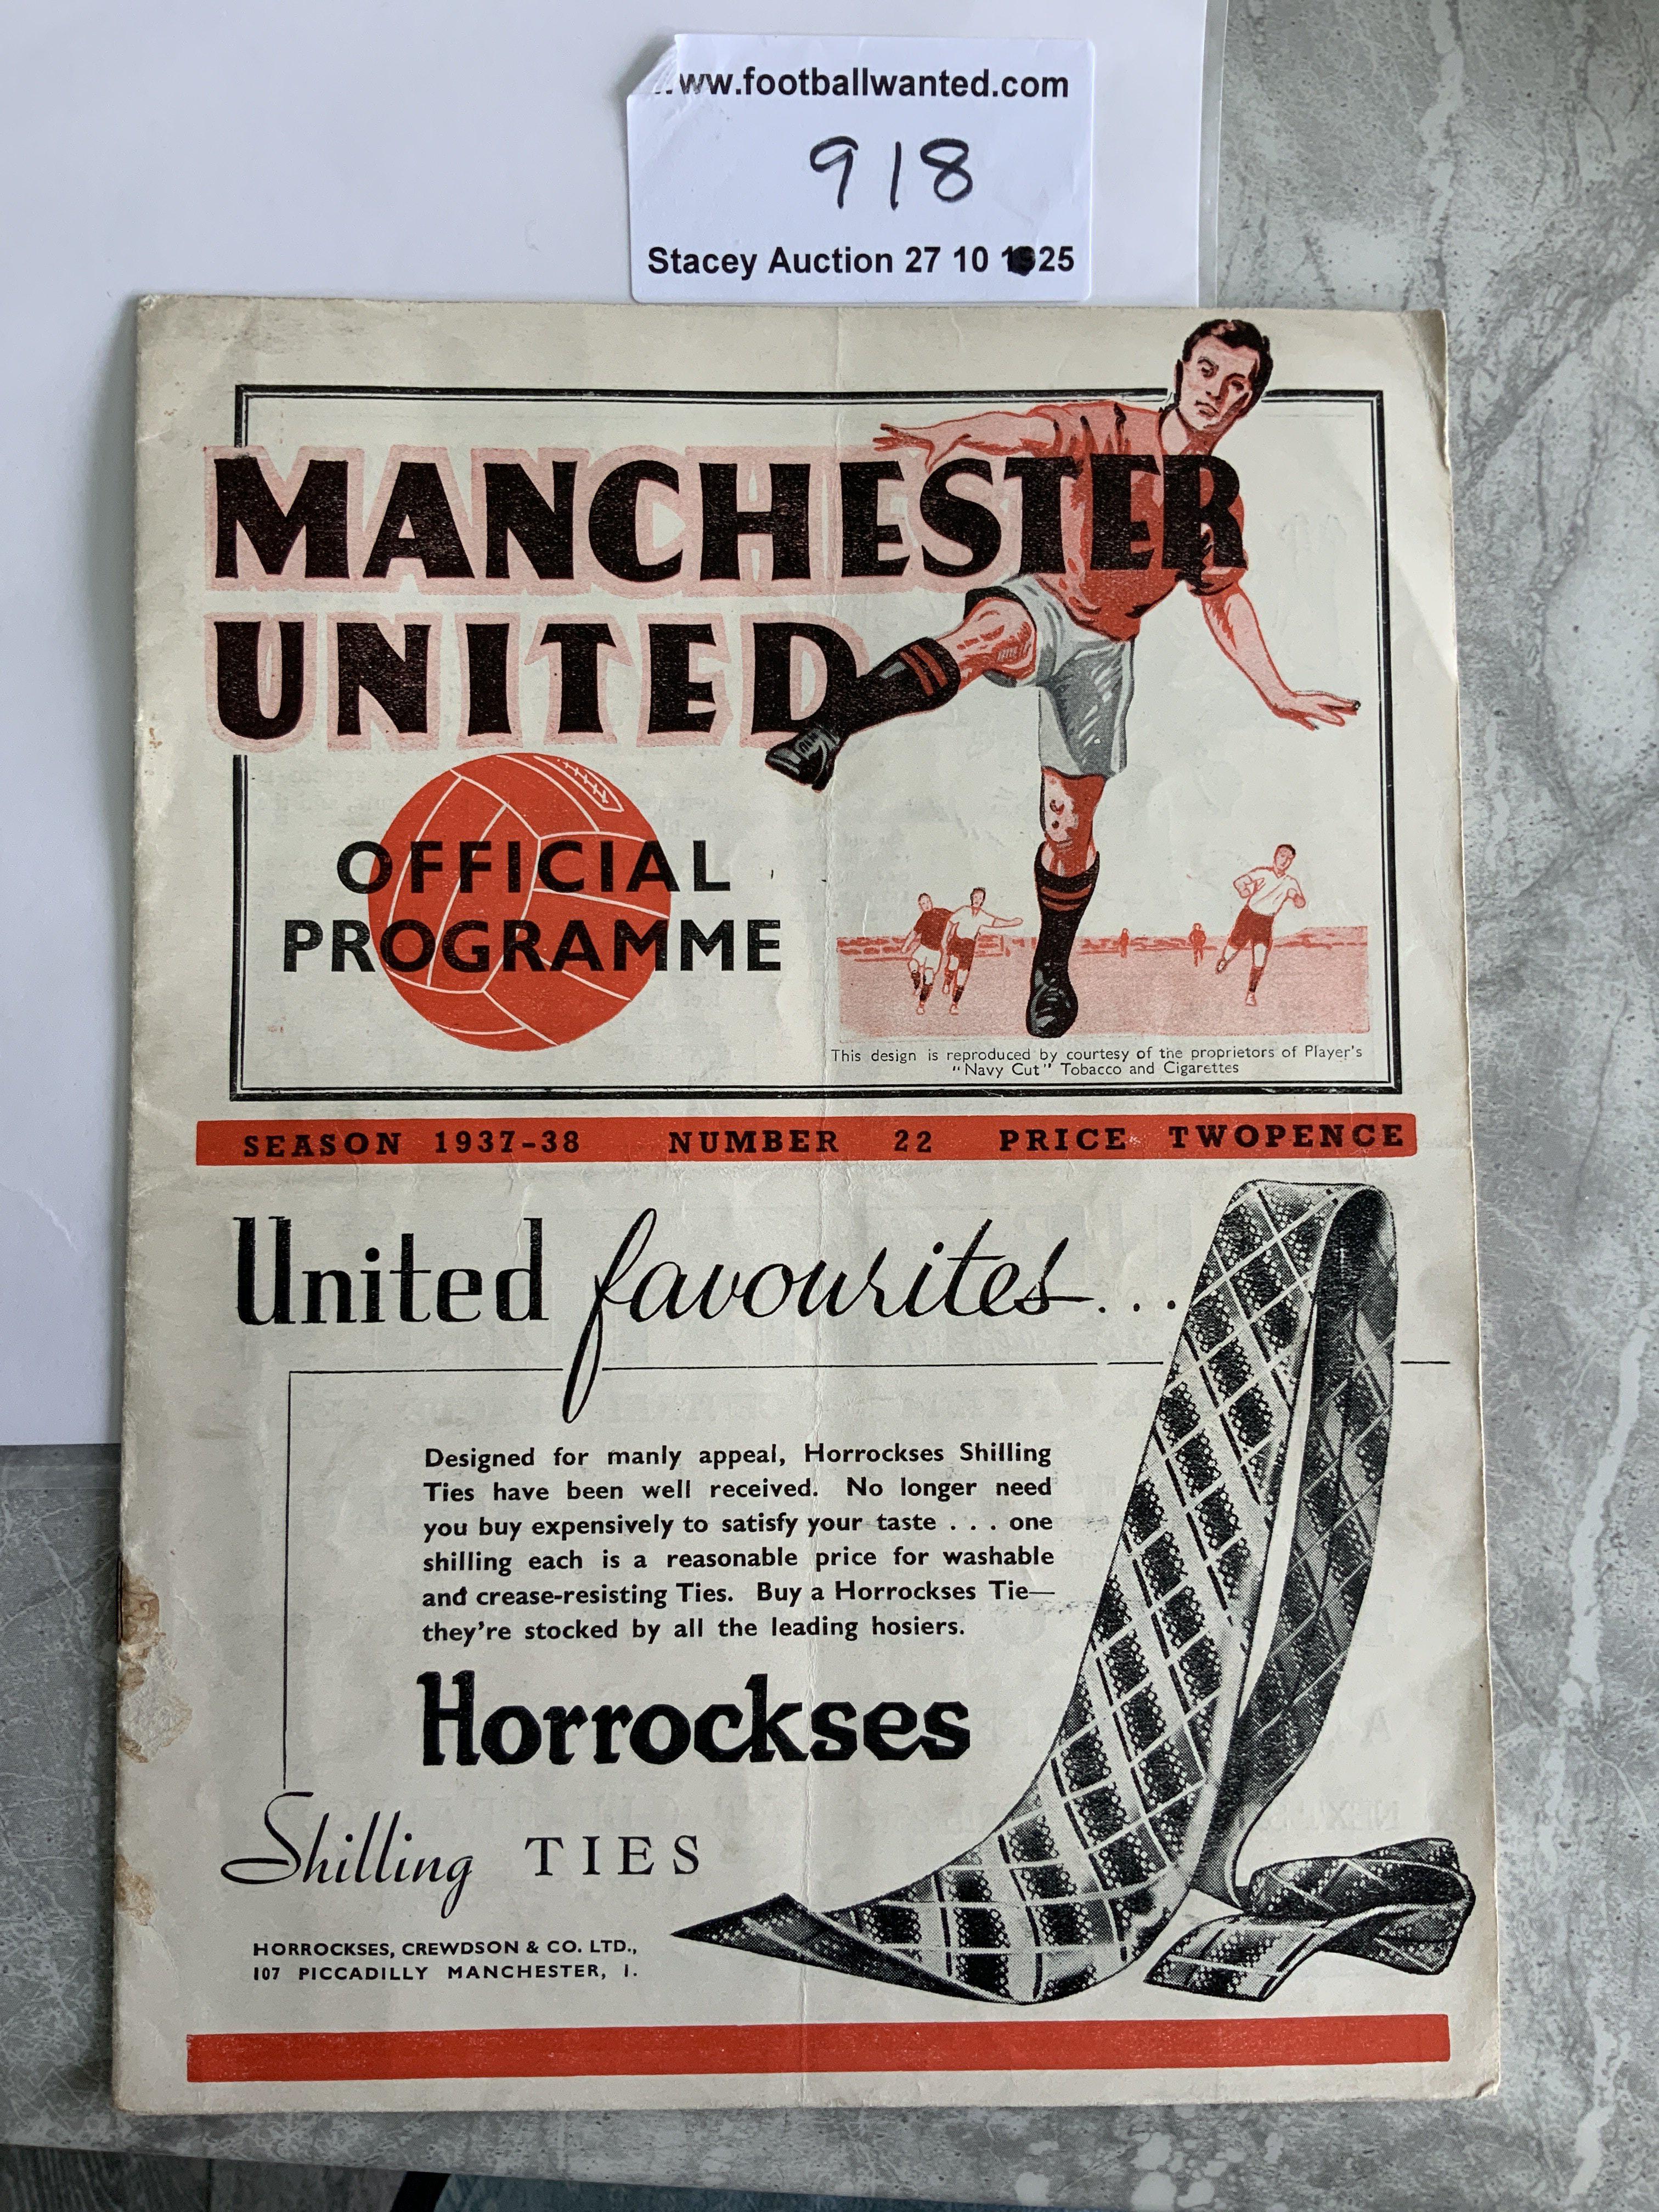 ww.footballwanted.com
918
Stacey Auction 27 10 1925
MANCHESTER
UNITED
OFFICIAL
PROGRAMME
This design is reproduced by courtesy of the proprietors of Player's
"Navy Cut" Tobacco and Cigarettes
SEASON 1937-38 NUMBER 22 PRICE TWOPENCE
United favourites...
Designed for manly appeal, Horrockses Shilling
Ties have been well received. No longer need
you buy expensively to satisfy your taste . . . one
shilling each is a reasonable price for washable
and crease-resisting Ties. Buy a Horrockses Tie—
they're stocked by all the leading hosiers.
Horrockses
Shilling TIES
HORROCKSES, CREWDSON & CO. LTD.,
107 PICCADILLY MANCHESTER, 1.